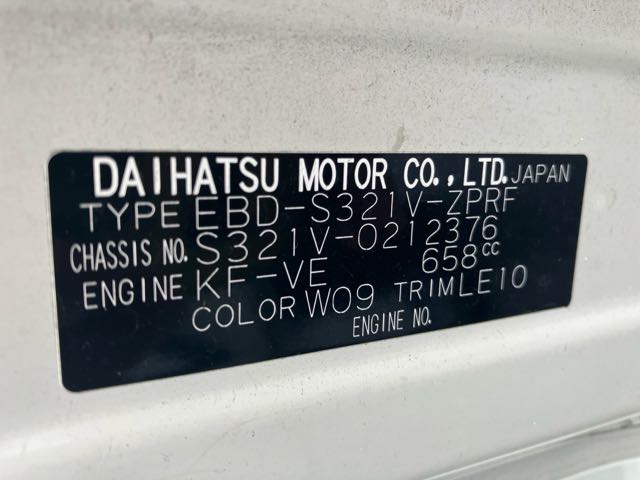 DAIHATSU MOTOR CO., LTD. JAPAN
TYPE EBD-S321V-ZPRF
CHASSIS NO. S321V-0212376
ENGINE KF-VE 658cc
COLOR W09 TRIM LE10
ENGINE NO.